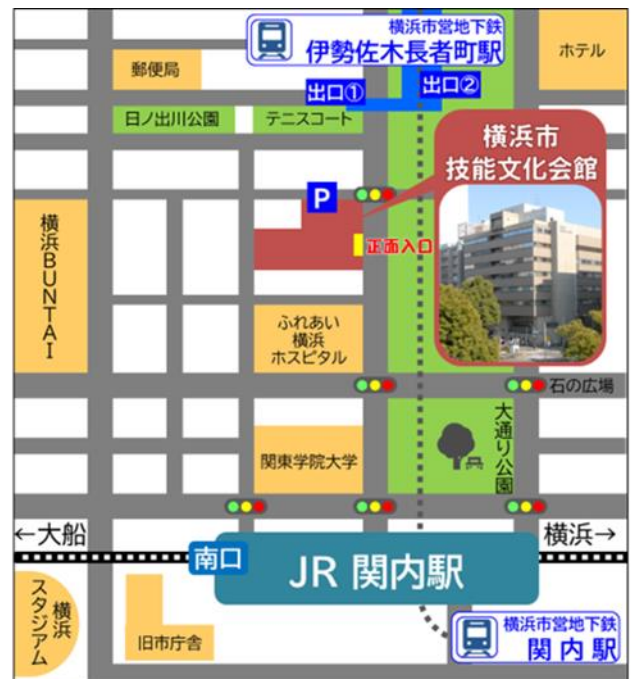 横浜市営地下鉄
伊勢佐木長者町駅
ホテル
郵便局
出口①
出口②
日ノ出川公園
テニスコート
横浜市
技能文化会館
P
正面入口
横浜BUNTAI
ふれあい
横浜
ホスピタル
石の広場
大通り公園
関東学院大学
←大船
横浜→
南口
JR 関内駅
横浜
スタジアム
旧市庁舎
横浜市営地下鉄
関内駅